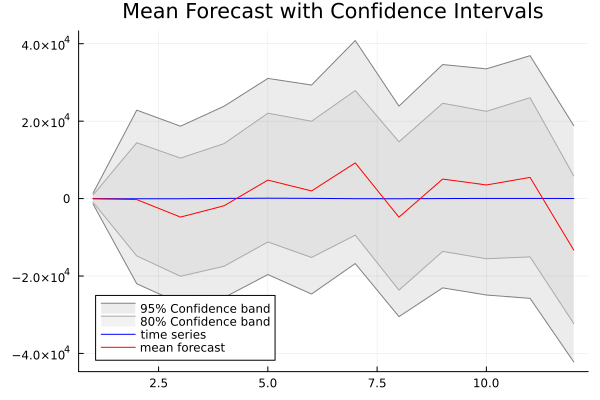 Mean Forecast with Confidence Intervals
4.0×10⁴
2.0×10⁴
0
−2.0×10⁴
−4.0×10⁴
95% Confidence band
80% Confidence band
time series
mean forecast
2.5 5.0 7.5 10.0